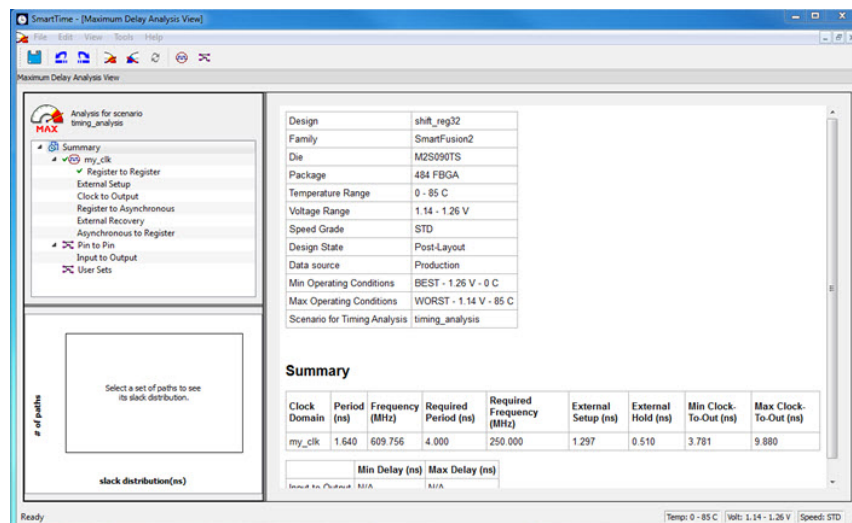 SmartTime - [Maximum Delay Analysis View]
File Edit View Tools Help
Maximum Delay Analysis View
MAX
Analysis for scenario
timing_analysis
Summary
my_clk
Register to Register
External Setup
Clock to Output
Register to Asynchronous
External Recovery
Asynchronous to Register
Pin to Pin
Input to Output
User Sets
# of paths
Select a set of paths to see
its slack distribution.
slack distribution(ns)
Design shift_reg32
Family SmartFusion2
Die M2S090TS
Package 484 FBGA
Temperature Range 0 - 85 C
Voltage Range 1.14 - 1.26 V
Speed Grade STD
Design State Post-Layout
Data source Production
Min Operating Conditions BEST - 1.26 V - 0 C
Max Operating Conditions WORST - 1.14 V - 85 C
Scenario for Timing Analysis timing_analysis
Summary
Clock Domain Period (ns) Frequency (MHz) Required Period (ns) Required Frequency (MHz) External Setup (ns) External Hold (ns) Min Clock-To-Out (ns) Max Clock-To-Out (ns)
my_clk 1.640 609.756 4.000 250.000 1.297 0.510 3.781 9.880
Min Delay (ns) Max Delay (ns)
Input to Output N/A N/A
Ready
Temp: 0 - 85 C Volt: 1.14 - 1.26 V Speed: STD